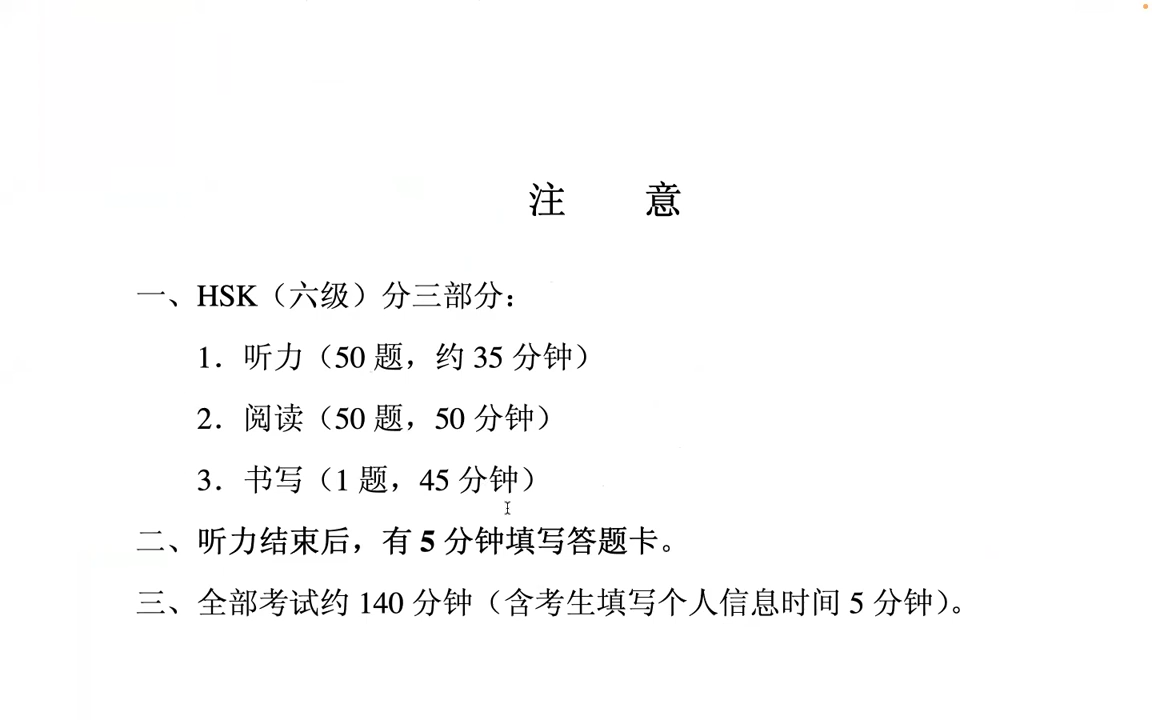 注 意
一、HSK（六级）分三部分：
1．听力（50 题，约 35 分钟）
2．阅读（50 题，50 分钟）
3．书写（1 题，45 分钟）
二、听力结束后，有 5 分钟填写答题卡。
三、全部考试约 140 分钟（含考生填写个人信息时间 5 分钟）。